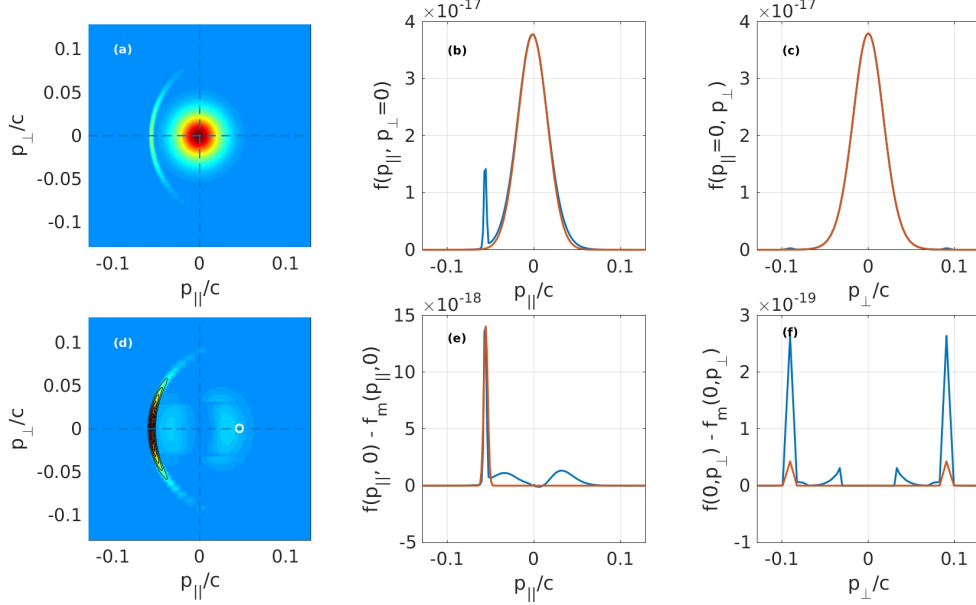 (a)
0.1
0.05
0
-0.05
-0.1
p⊥/c
-0.1
0
0.1
p||/c
×10-17
(b)
4
3
2
1
0
f(p||, p⊥=0)
-0.1
0
0.1
p||/c
×10-17
(c)
4
3
2
1
0
f(p||=0, p⊥)
-0.1
0
0.1
p⊥/c
(d)
0.1
0.05
0
-0.05
-0.1
p⊥/c
-0.1
0
0.1
p||/c
×10-18
(e)
15
10
5
0
-5
f(p||, 0) - fm(p||,0)
-0.1
0
0.1
p||/c
×10-19
(f)
3
2
1
0
-1
f(0,p⊥) - fm(0,p⊥)
-0.1
0
0.1
p⊥/c